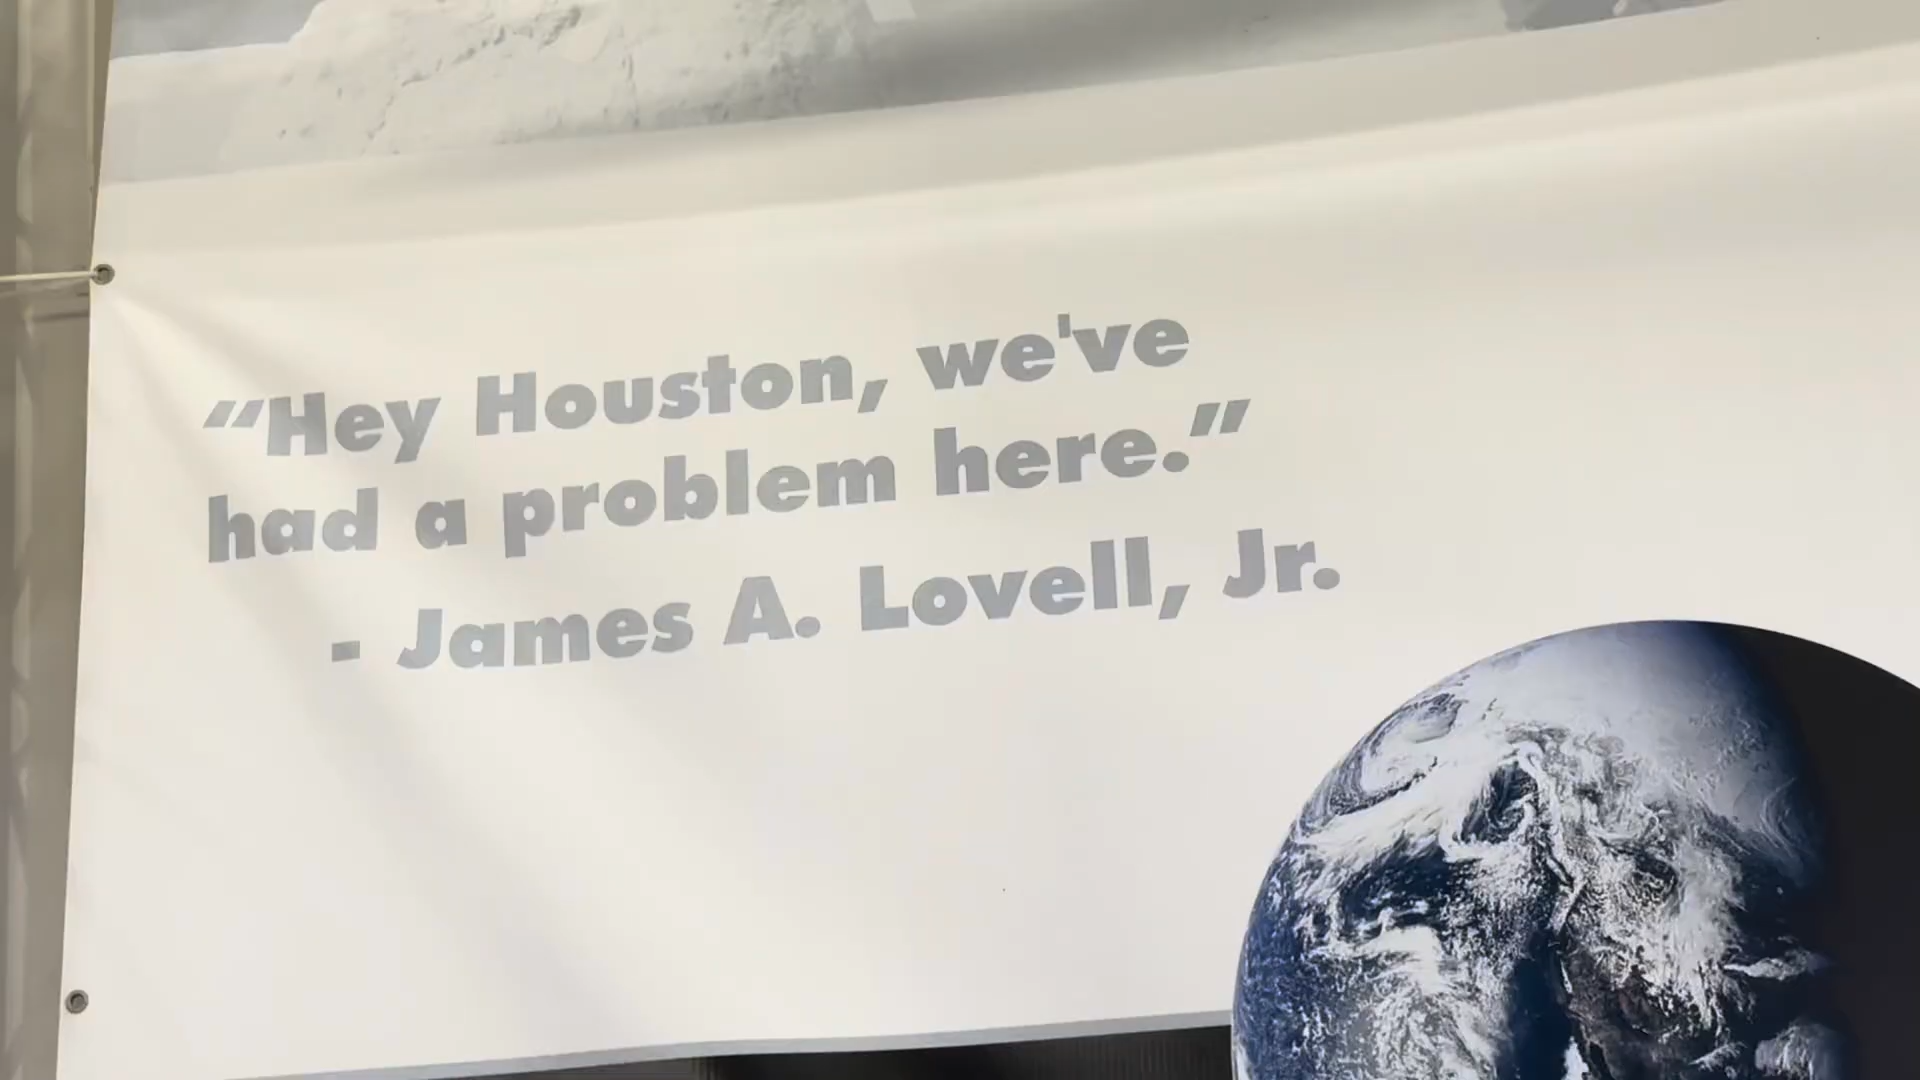 “Hey Houston, we've
had a problem here.”
- James A. Lovell, Jr.